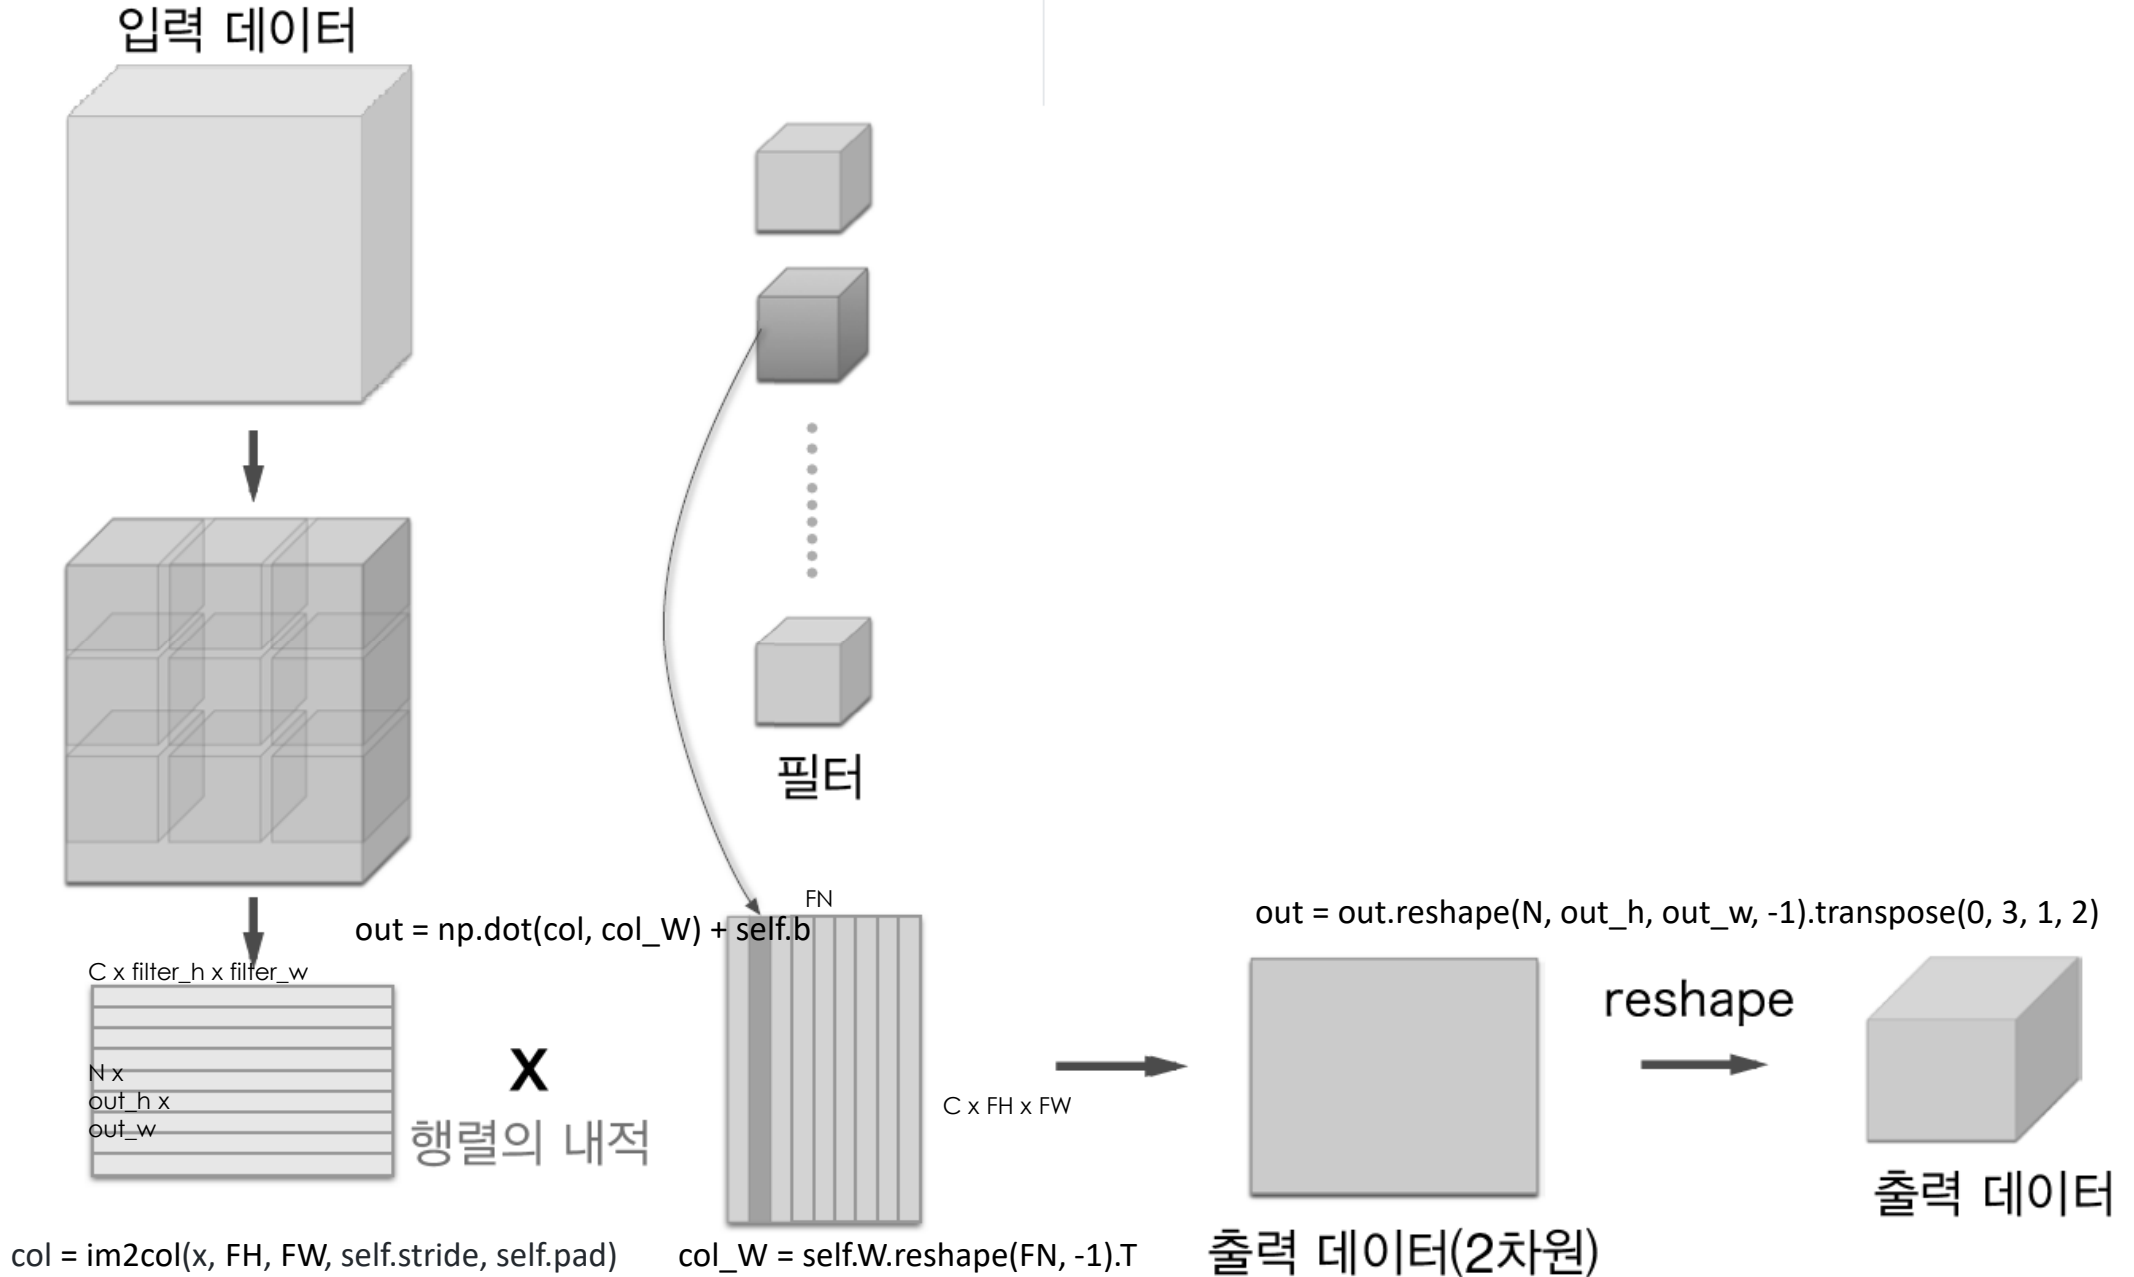 입력 데이터
필터
FN
out = np.dot(col, col_W) + self.b
out = out.reshape(N, out_h, out_w, -1).transpose(0, 3, 1, 2)
C x filter_h x filter_w
reshape
N x
out_h x
out_w
X
행렬의 내적
C x FH x FW
출력 데이터
col = im2col(x, FH, FW, self.stride, self.pad)
col_W = self.W.reshape(FN, -1).T
출력 데이터(2차원)